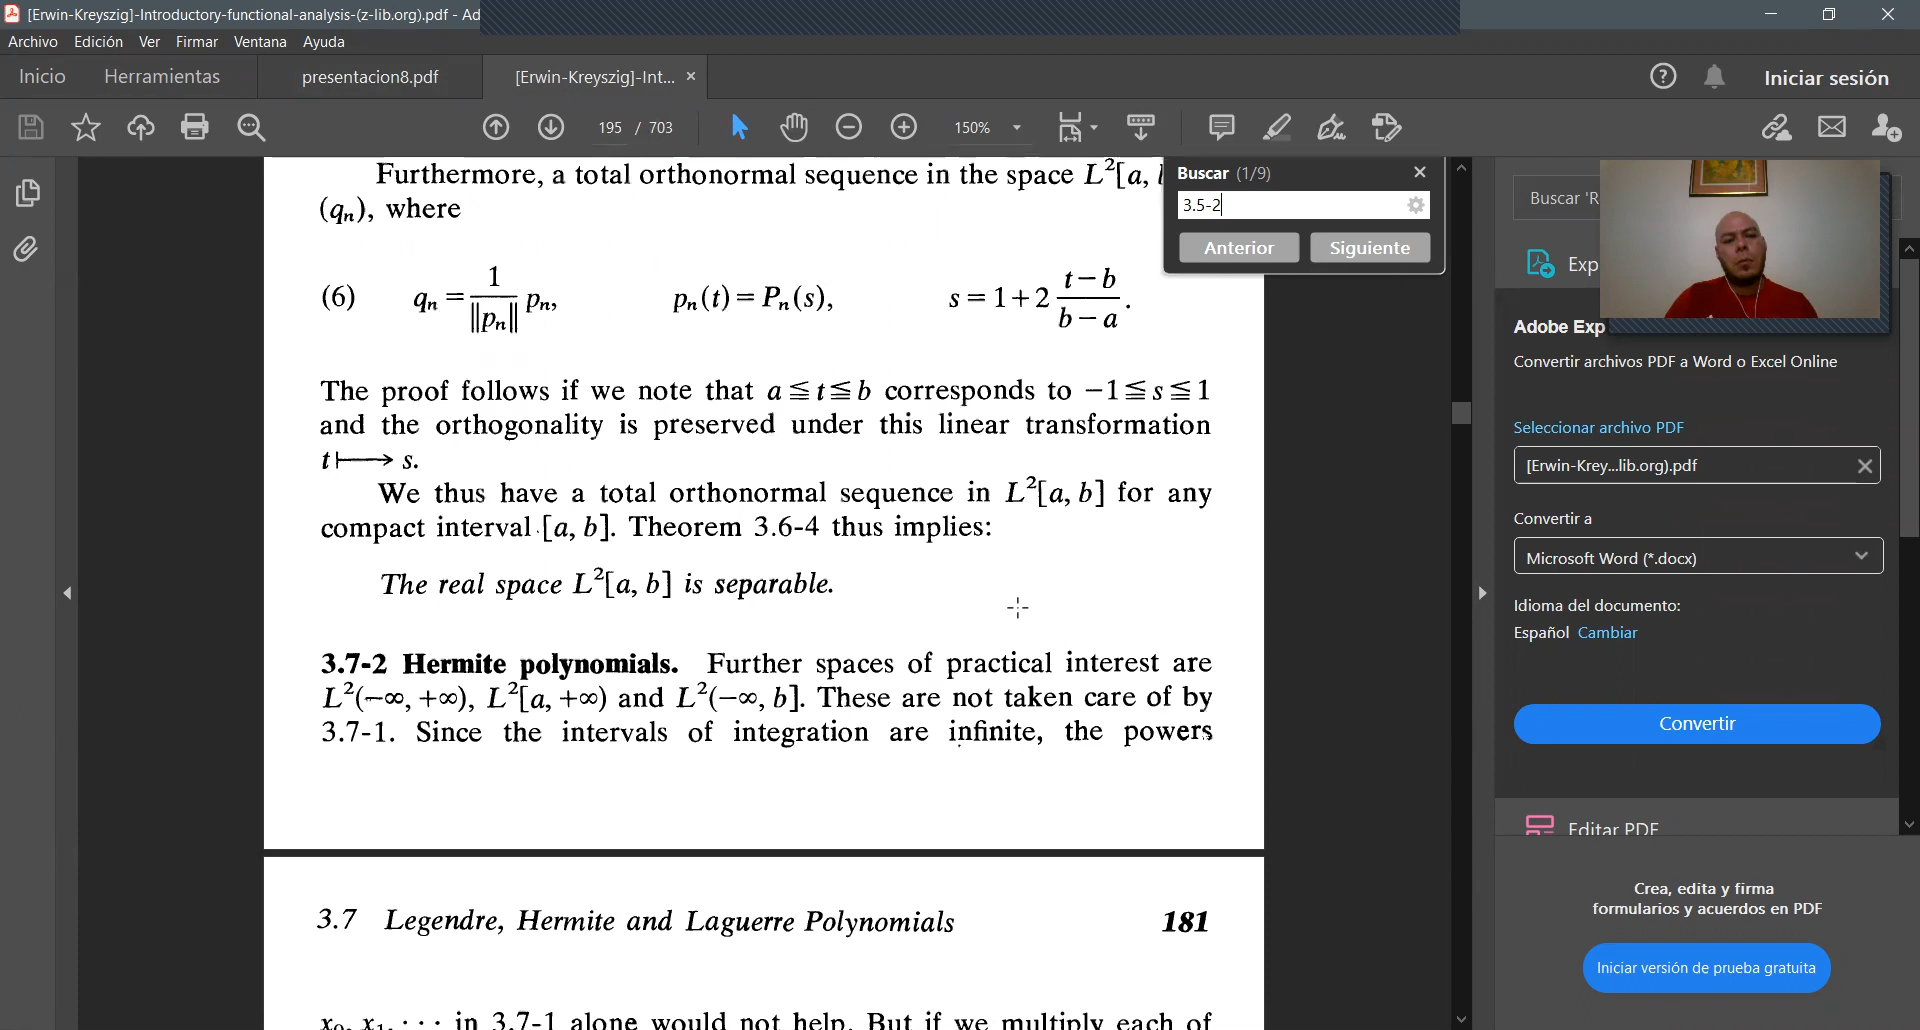 [Erwin-Kreyszig]-Introductory-functional-analysis-(z-lib.org).pdf - Ad
Archivo Edición Ver Firmar Ventana Ayuda
Inicio Herramientas presentacion8.pdf [Erwin-Kreyszig]-Int... × Iniciar sesión
195 / 703 150%
Furthermore, a total orthonormal sequence in the space L²[a,
(qₙ), where
(6) qₙ = 1/‖pₙ‖ pₙ, pₙ(t) = Pₙ(s), s = 1 + 2 (t − b)/(b − a).
The proof follows if we note that a ≦ t ≦ b corresponds to −1 ≦ s ≦ 1
and the orthogonality is preserved under this linear transformation
t ⟼ s.
We thus have a total orthonormal sequence in L²[a, b] for any
compact interval [a, b]. Theorem 3.6-4 thus implies:
The real space L²[a, b] is separable.
3.7-2 Hermite polynomials. Further spaces of practical interest are
L²(−∞, +∞), L²[a, +∞) and L²(−∞, b]. These are not taken care of by
3.7-1. Since the intervals of integration are infinite, the powers
3.7 Legendre, Hermite and Laguerre Polynomials 181
x₀, x₁, · · · in 3.7-1 alone would not help. But if we multiply each of
Buscar (1/9)
3.5-2
Anterior Siguiente
Buscar 'R
Exp
Adobe Exp
Convertir archivos PDF a Word o Excel Online
Seleccionar archivo PDF
[Erwin-Krey...lib.org).pdf
Convertir a
Microsoft Word (*.docx)
Idioma del documento:
Español Cambiar
Convertir
Editar PDF
Crea, edita y firma
formularios y acuerdos en PDF
Iniciar versión de prueba gratuita